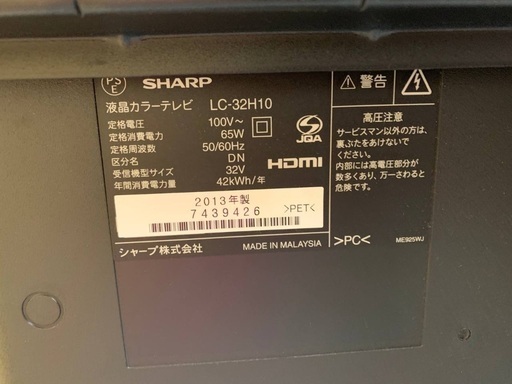 PS
E
SHARP
液晶カラーテレビ LC-32H10
定格電圧 100V~
定格消費電力 65W
定格周波数 50/60Hz
区分名 DN
受信機型サイズ 32V
年間消費電力量 42kWh/年
JQA
HDMI
2013年製
7439426
>PET<
シャープ株式会社
MADE IN MALAYSIA
警告
高圧注意
サービスマン以外の方は、
裏ぶたをあけないで
ください。
内部には高電圧部分が
数多くあり、万一さわると
危険です。
>PC<
ME925WJ